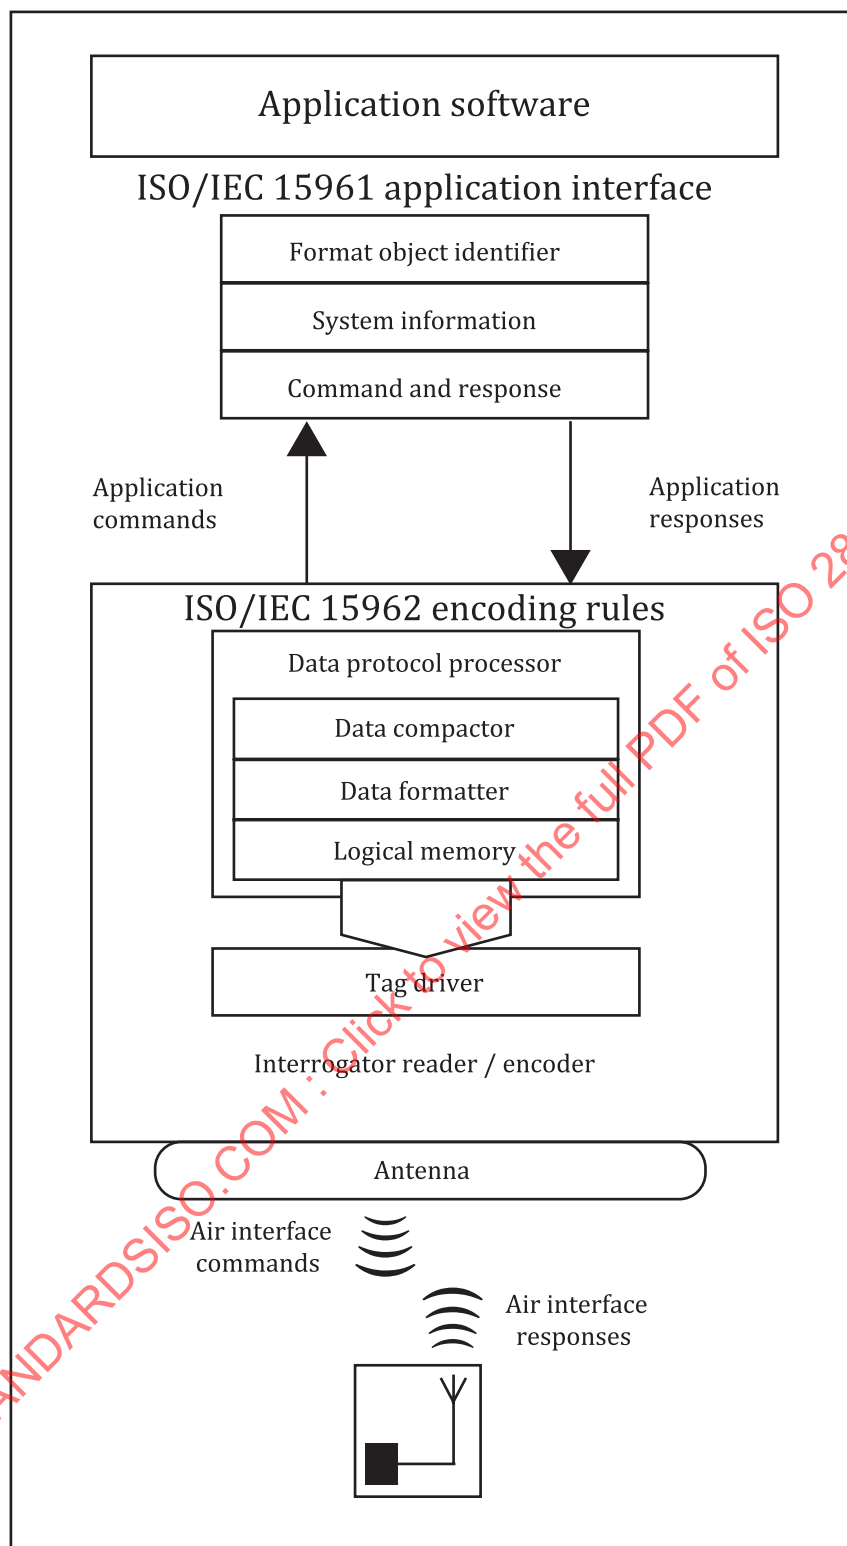 Application software
ISO/IEC 15961 application interface
Format object identifier
System information
Command and response
Application
commands
Application
responses
ISO/IEC 15962 encoding rules
Data protocol processor
Data compactor
Data formatter
Logical memory
Tag driver
Interrogator reader / encoder
Antenna
Air interface
commands
Air interface
responses
ANDARDSISO.COM : Click to view the full PDF of ISO 28